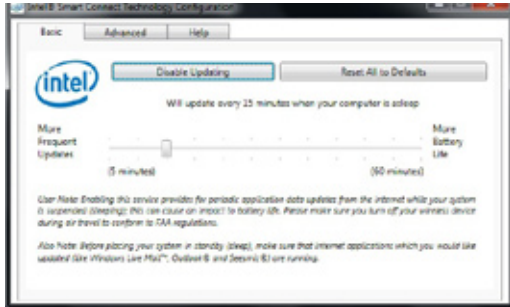 Intel® Smart Connect Technology Configuration
Basic Advanced Help
intel
Disable Updating Reset All to Defaults
Will update every 15 minutes when your computer is asleep
More
Frequent
Updates
More
Battery
Life
(5 minutes) (60 minutes)
User Note: Enabling this service provides for periodic application data updates from the internet while your system
is suspended (sleeping); this can cause an impact to battery life. Please make sure you turn off your wireless device
during air travel to conform to FAA regulations.
Also Note: Before placing your system in standby (sleep), make sure that internet applications which you would like
updated (like Windows Live Mail™, Outlook® and Seesmic®) are running.